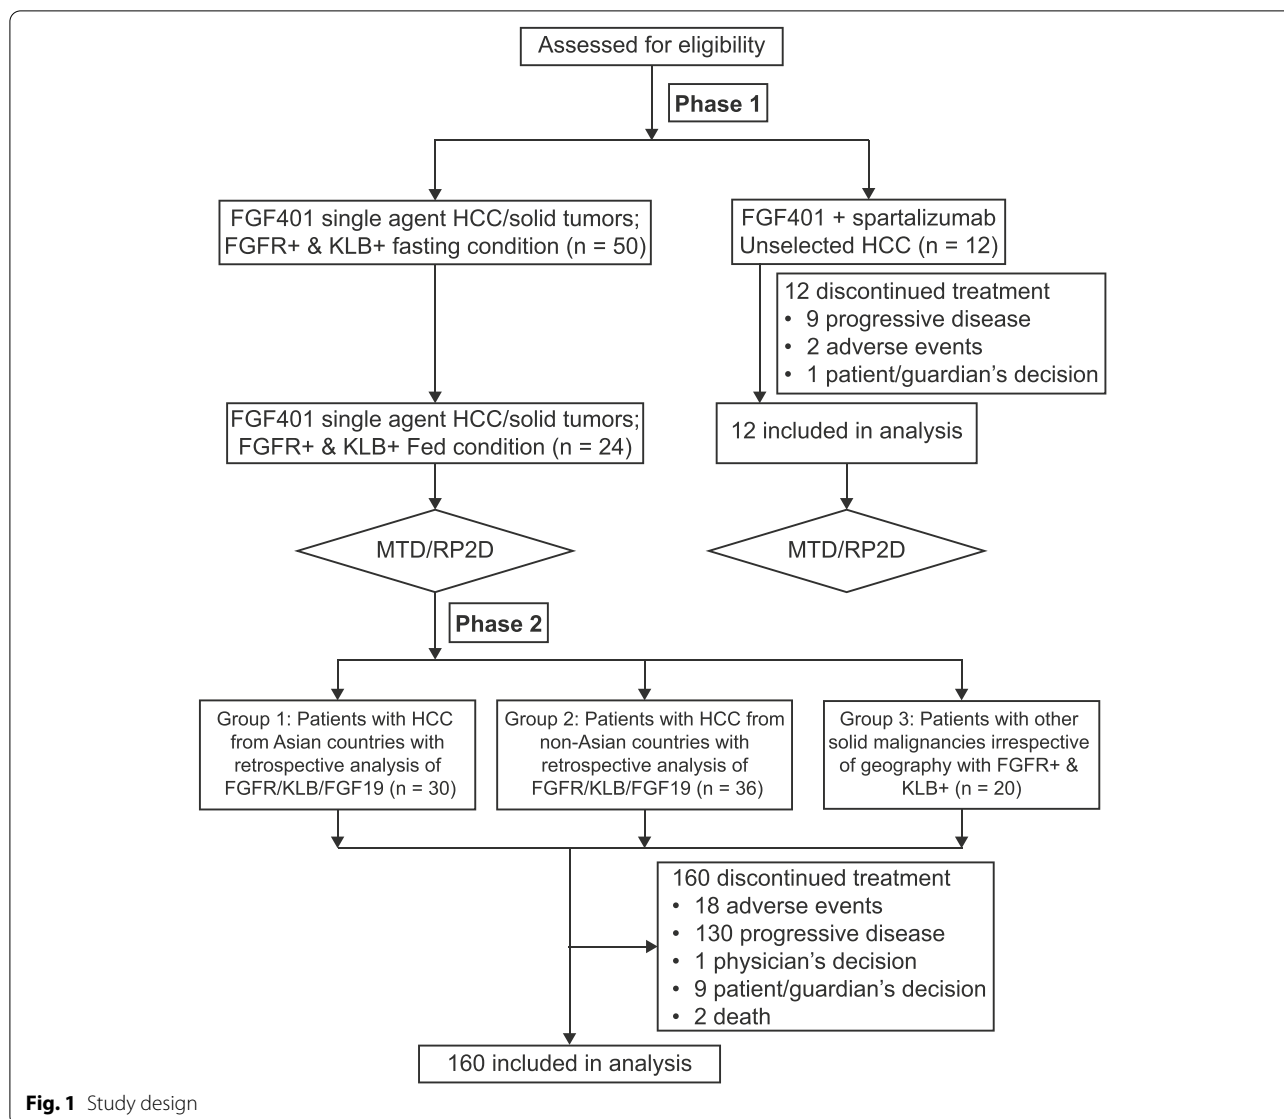 Assessed for eligibility
Phase 1
FGF401 single agent HCC/solid tumors;
FGFR+ & KLB+ fasting condition (n = 50)
FGF401 + spartalizumab
Unselected HCC (n = 12)
12 discontinued treatment
• 9 progressive disease
• 2 adverse events
• 1 patient/guardian's decision
FGF401 single agent HCC/solid tumors;
FGFR+ & KLB+ Fed condition (n = 24)
12 included in analysis
MTD/RP2D
MTD/RP2D
Phase 2
Group 1: Patients with HCC
from Asian countries with
retrospective analysis of
FGFR/KLB/FGF19 (n = 30)
Group 2: Patients with HCC from
non-Asian countries with
retrospective analysis of
FGFR/KLB/FGF19 (n = 36)
Group 3: Patients with other
solid malignancies irrespective
of geography with FGFR+ &
KLB+ (n = 20)
160 discontinued treatment
• 18 adverse events
• 130 progressive disease
• 1 physician's decision
• 9 patient/guardian's decision
• 2 death
160 included in analysis
Fig. 1 Study design